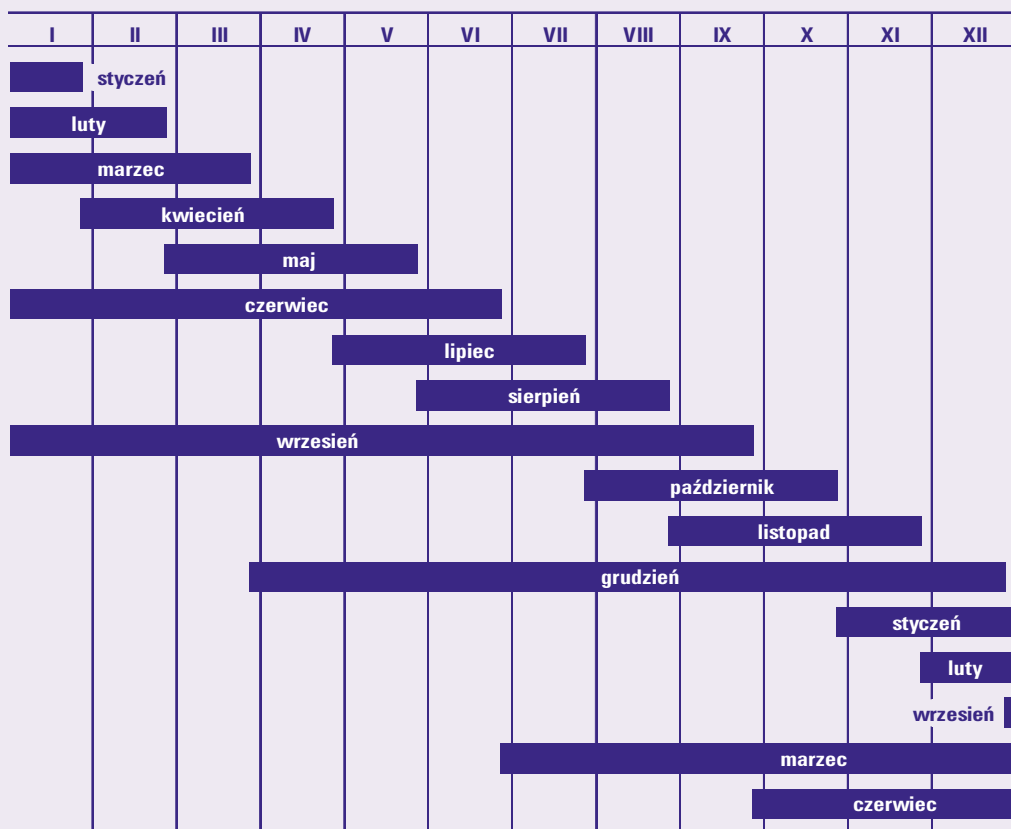 I II III IV V VI VII VIII IX X XI XII
styczeń
luty
marzec
kwiecień
maj
czerwiec
lipiec
sierpień
wrzesień
październik
listopad
grudzień
styczeń
luty
wrzesień
marzec
czerwiec